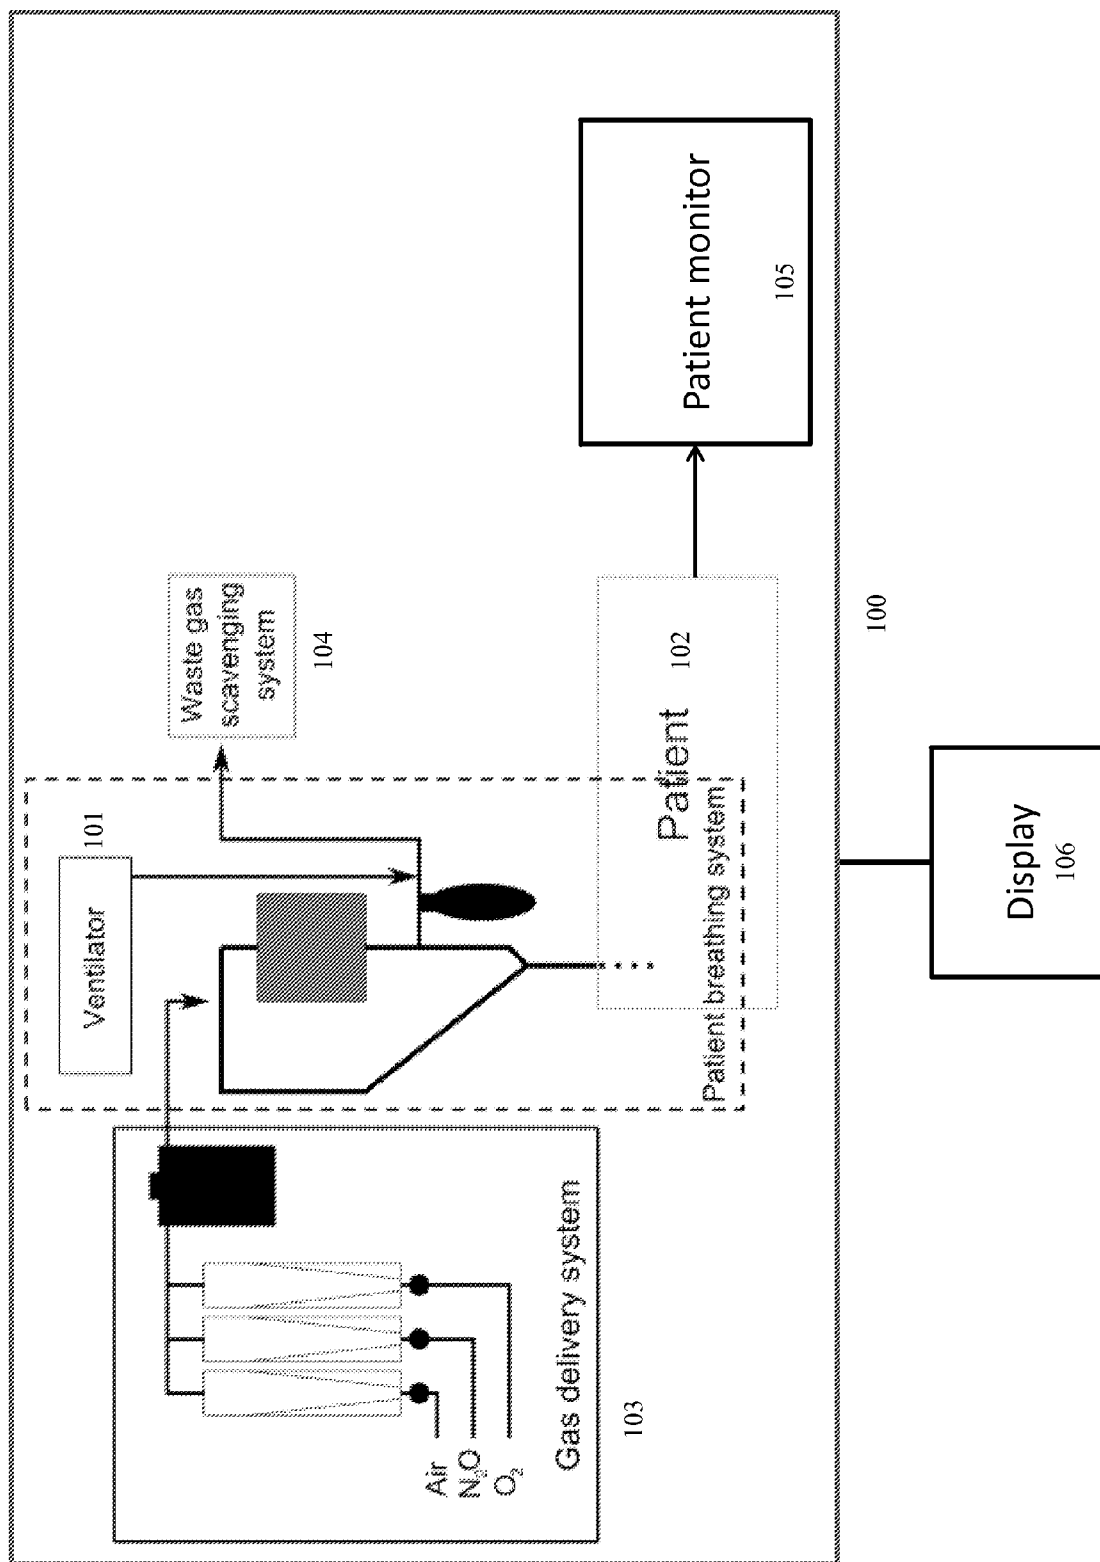 Air
N2O
O2
Gas delivery system
103
Ventilator
101
Patient breathing system
Waste gas
scavenging
system
104
Patient
102
Patient monitor
105
100
Display
106